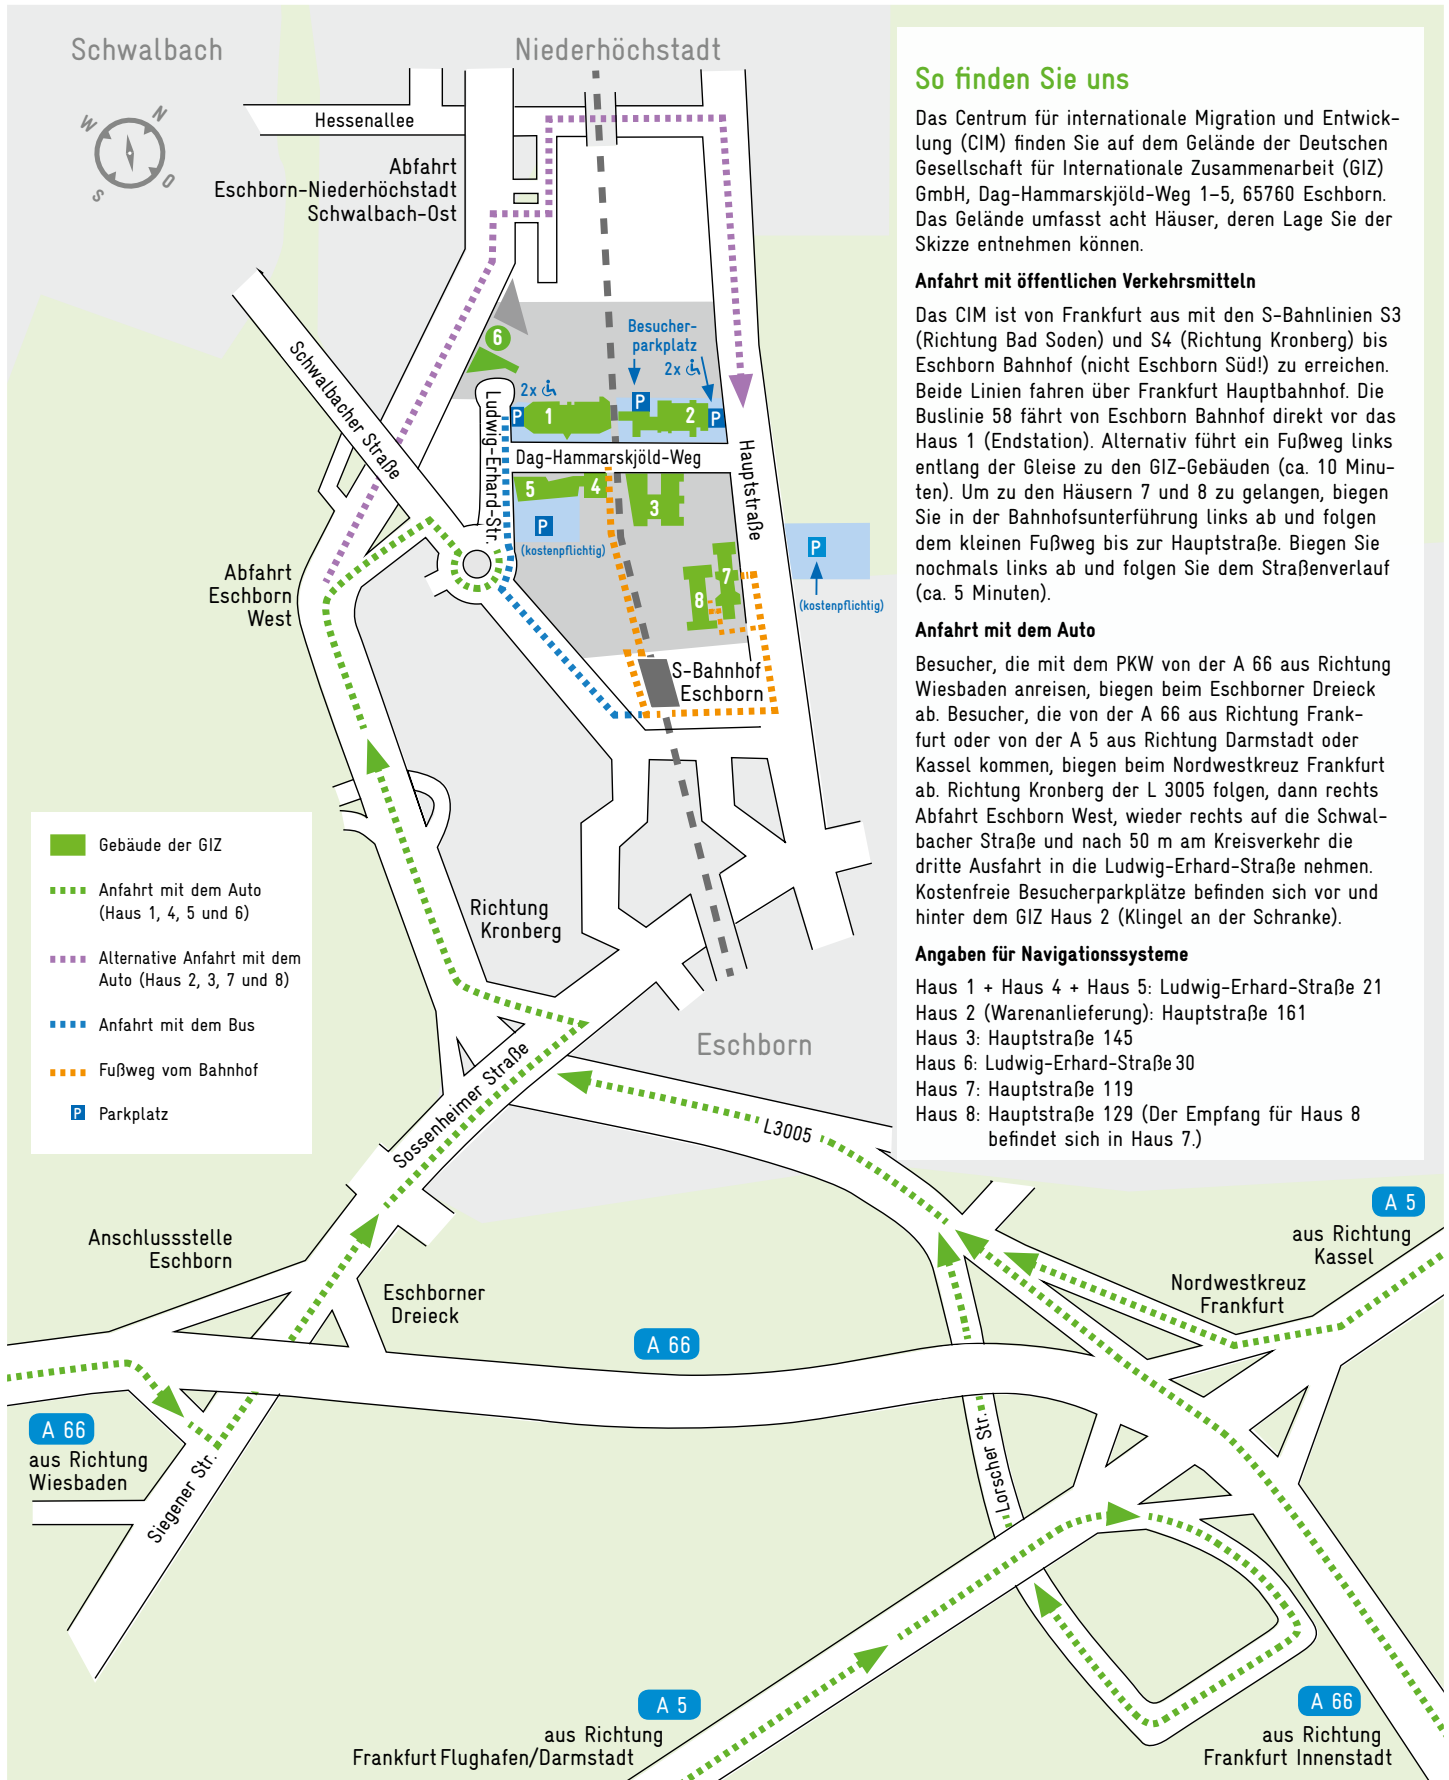 Schwalbach
Niederhöchstadt
N
W
O
S
Hessenallee
Abfahrt
Eschborn-Niederhöchstadt
Schwalbach-Ost
Schwalbacher Straße
6
Besucher-
parkplatz
2x
2x
P
P
P
1
2
Ludwig-Erhard-Str.
Dag-Hammarskjöld-Weg
Hauptstraße
5
4
3
P
(kostenpflichtig)
P
(kostenpflichtig)
7
8
Abfahrt
Eschborn
West
S-Bahnhof
Eschborn
Gebäude der GIZ
Anfahrt mit dem Auto
(Haus 1, 4, 5 und 6)
Alternative Anfahrt mit dem
Auto (Haus 2, 3, 7 und 8)
Anfahrt mit dem Bus
Fußweg vom Bahnhof
P Parkplatz
Richtung
Kronberg
Eschborn
Sossenheimer Straße
L3005
Anschlussstelle
Eschborn
Eschborner
Dreieck
A 66
A 66
aus Richtung
Wiesbaden
Siegener Str.
Lorscher Str.
A 5
aus Richtung
Kassel
Nordwestkreuz
Frankfurt
A 5
aus Richtung
Frankfurt Flughafen/Darmstadt
A 66
aus Richtung
Frankfurt Innenstadt
So finden Sie uns
Das Centrum für internationale Migration und Entwick-
lung (CIM) finden Sie auf dem Gelände der Deutschen
Gesellschaft für Internationale Zusammenarbeit (GIZ)
GmbH, Dag-Hammarskjöld-Weg 1–5, 65760 Eschborn.
Das Gelände umfasst acht Häuser, deren Lage Sie der
Skizze entnehmen können.
Anfahrt mit öffentlichen Verkehrsmitteln
Das CIM ist von Frankfurt aus mit den S-Bahnlinien S3
(Richtung Bad Soden) und S4 (Richtung Kronberg) bis
Eschborn Bahnhof (nicht Eschborn Süd!) zu erreichen.
Beide Linien fahren über Frankfurt Hauptbahnhof. Die
Buslinie 58 fährt von Eschborn Bahnhof direkt vor das
Haus 1 (Endstation). Alternativ führt ein Fußweg links
entlang der Gleise zu den GIZ-Gebäuden (ca. 10 Minu-
ten). Um zu den Häusern 7 und 8 zu gelangen, biegen
Sie in der Bahnhofsunterführung links ab und folgen
dem kleinen Fußweg bis zur Hauptstraße. Biegen Sie
nochmals links ab und folgen Sie dem Straßenverlauf
(ca. 5 Minuten).
Anfahrt mit dem Auto
Besucher, die mit dem PKW von der A 66 aus Richtung
Wiesbaden anreisen, biegen beim Eschborner Dreieck
ab. Besucher, die von der A 66 aus Richtung Frank-
furt oder von der A 5 aus Richtung Darmstadt oder
Kassel kommen, biegen beim Nordwestkreuz Frankfurt
ab. Richtung Kronberg der L 3005 folgen, dann rechts
Abfahrt Eschborn West, wieder rechts auf die Schwal-
bacher Straße und nach 50 m am Kreisverkehr die
dritte Ausfahrt in die Ludwig-Erhard-Straße nehmen.
Kostenfreie Besucherparkplätze befinden sich vor und
hinter dem GIZ Haus 2 (Klingel an der Schranke).
Angaben für Navigationssysteme
Haus 1 + Haus 4 + Haus 5: Ludwig-Erhard-Straße 21
Haus 2 (Warenanlieferung): Hauptstraße 161
Haus 3: Hauptstraße 145
Haus 6: Ludwig-Erhard-Straße 30
Haus 7: Hauptstraße 119
Haus 8: Hauptstraße 129 (Der Empfang für Haus 8
befindet sich in Haus 7.)